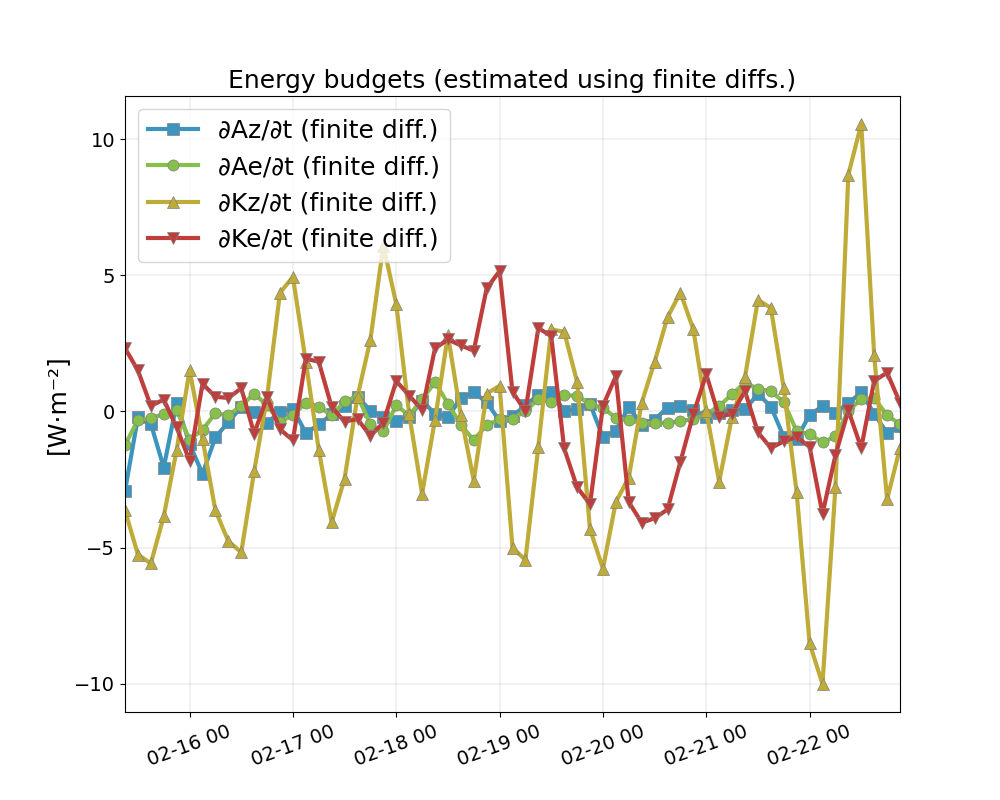 Energy budgets (estimated using finite diffs.)
∂Az/∂t (finite diff.)
∂Ae/∂t (finite diff.)
∂Kz/∂t (finite diff.)
∂Ke/∂t (finite diff.)
[W·m⁻²]
10
5
0
−5
−10
02-16 00
02-17 00
02-18 00
02-19 00
02-20 00
02-21 00
02-22 00